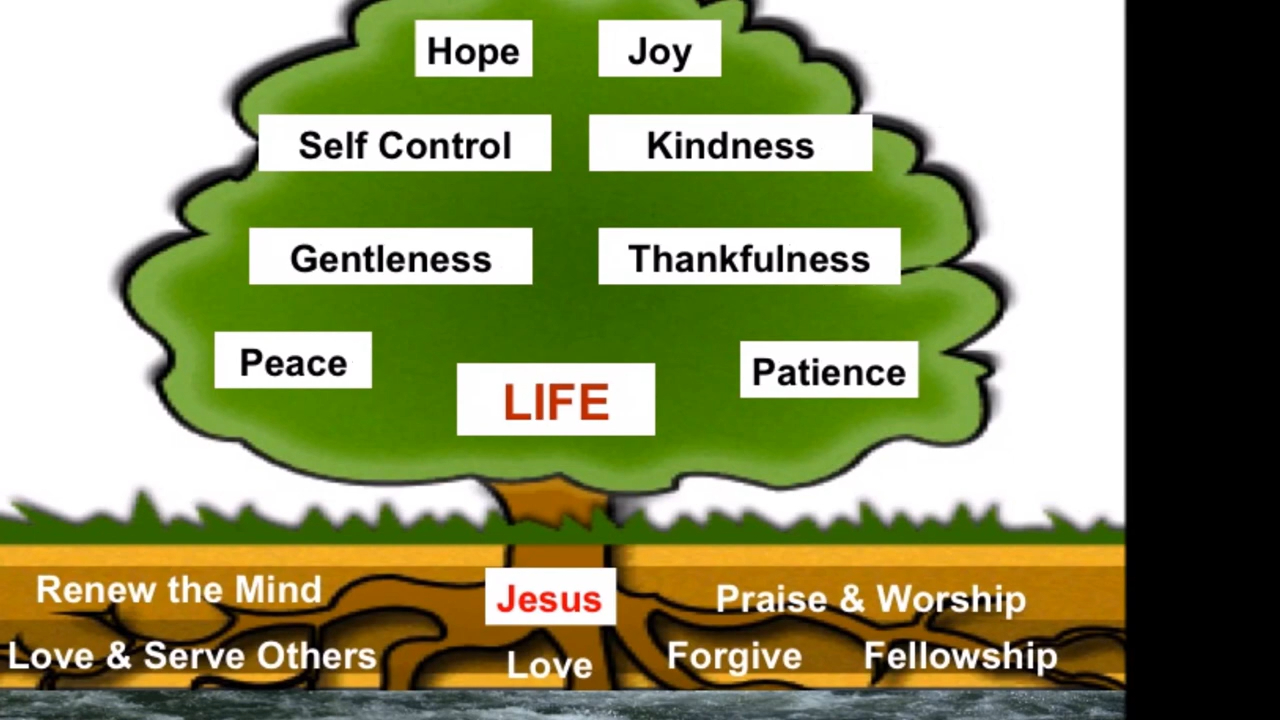 Hope Joy
Self Control Kindness
Gentleness Thankfulness
Peace Patience
LIFE
Renew the Mind Jesus Praise & Worship
Love & Serve Others Love Forgive Fellowship